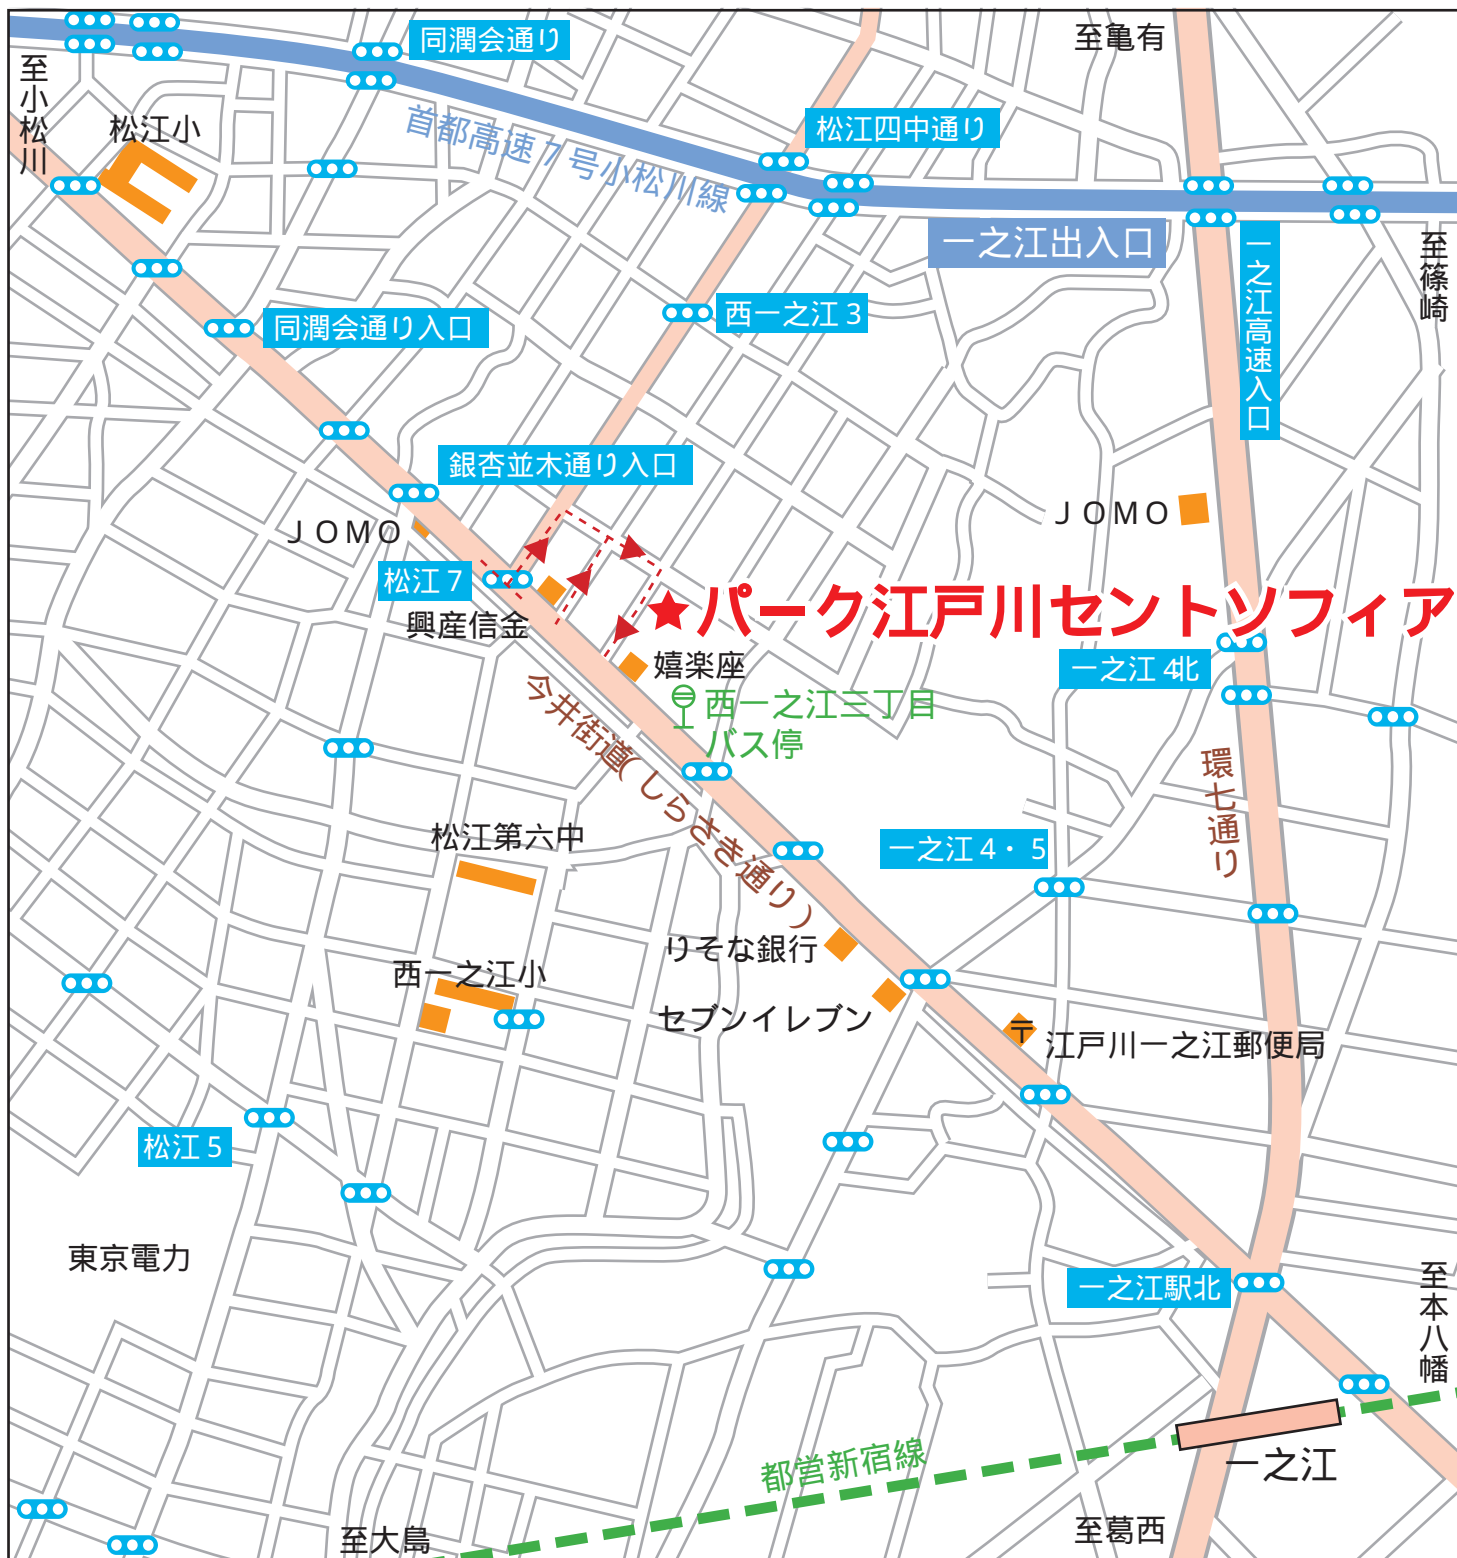 至亀有
同潤会通り
至小松川
松江小
首都高速７号小松川線
松江四中通り
一之江出入口
至篠崎
一之江高速入口
西一之江３
同潤会通り入口
銀杏並木通り入口
ＪＯＭＯ
ＪＯＭＯ
松江７
興産信金
パーク江戸川セントソフィア
嬉楽座
一之江４北
西一之江三丁目
バス停
今井街道（しらさき通り）
環七通り
松江第六中
一之江４・５
りそな銀行
西一之江小
セブンイレブン
〒
江戸川一之江郵便局
松江５
東京電力
一之江駅北
至本八幡
都営新宿線
一之江
至大島
至葛西